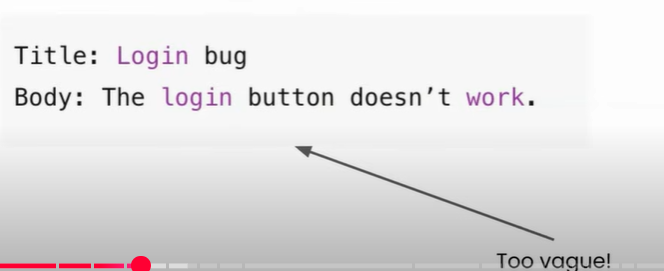 Title: Login bug
Body: The login button doesn’t work.
Too vague!